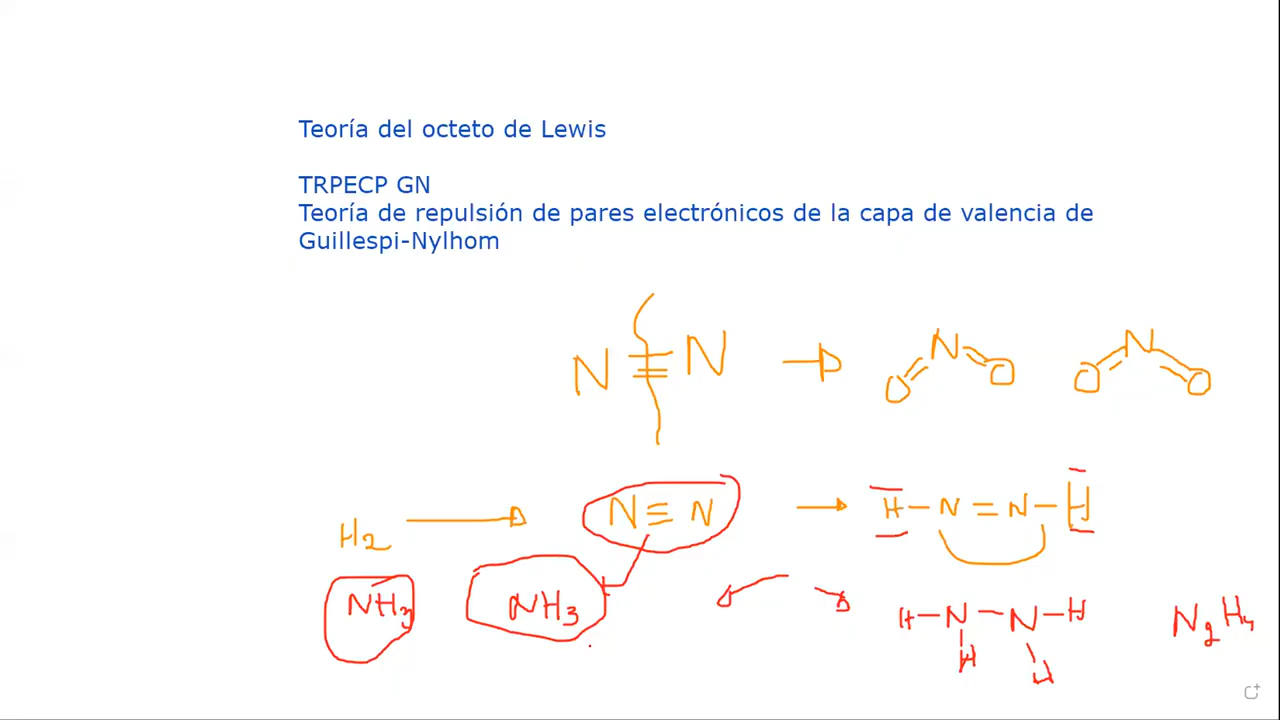 Teoría del octeto de Lewis
TRPECP GN
Teoría de repulsión de pares electrónicos de la capa de valencia de
Guillespi-Nylhom
N ≡ N → O=N=O O=N=O
H2 → N ≡ N → H-N=N-H
NH3 NH3 H-N-N-H N2H4
H H